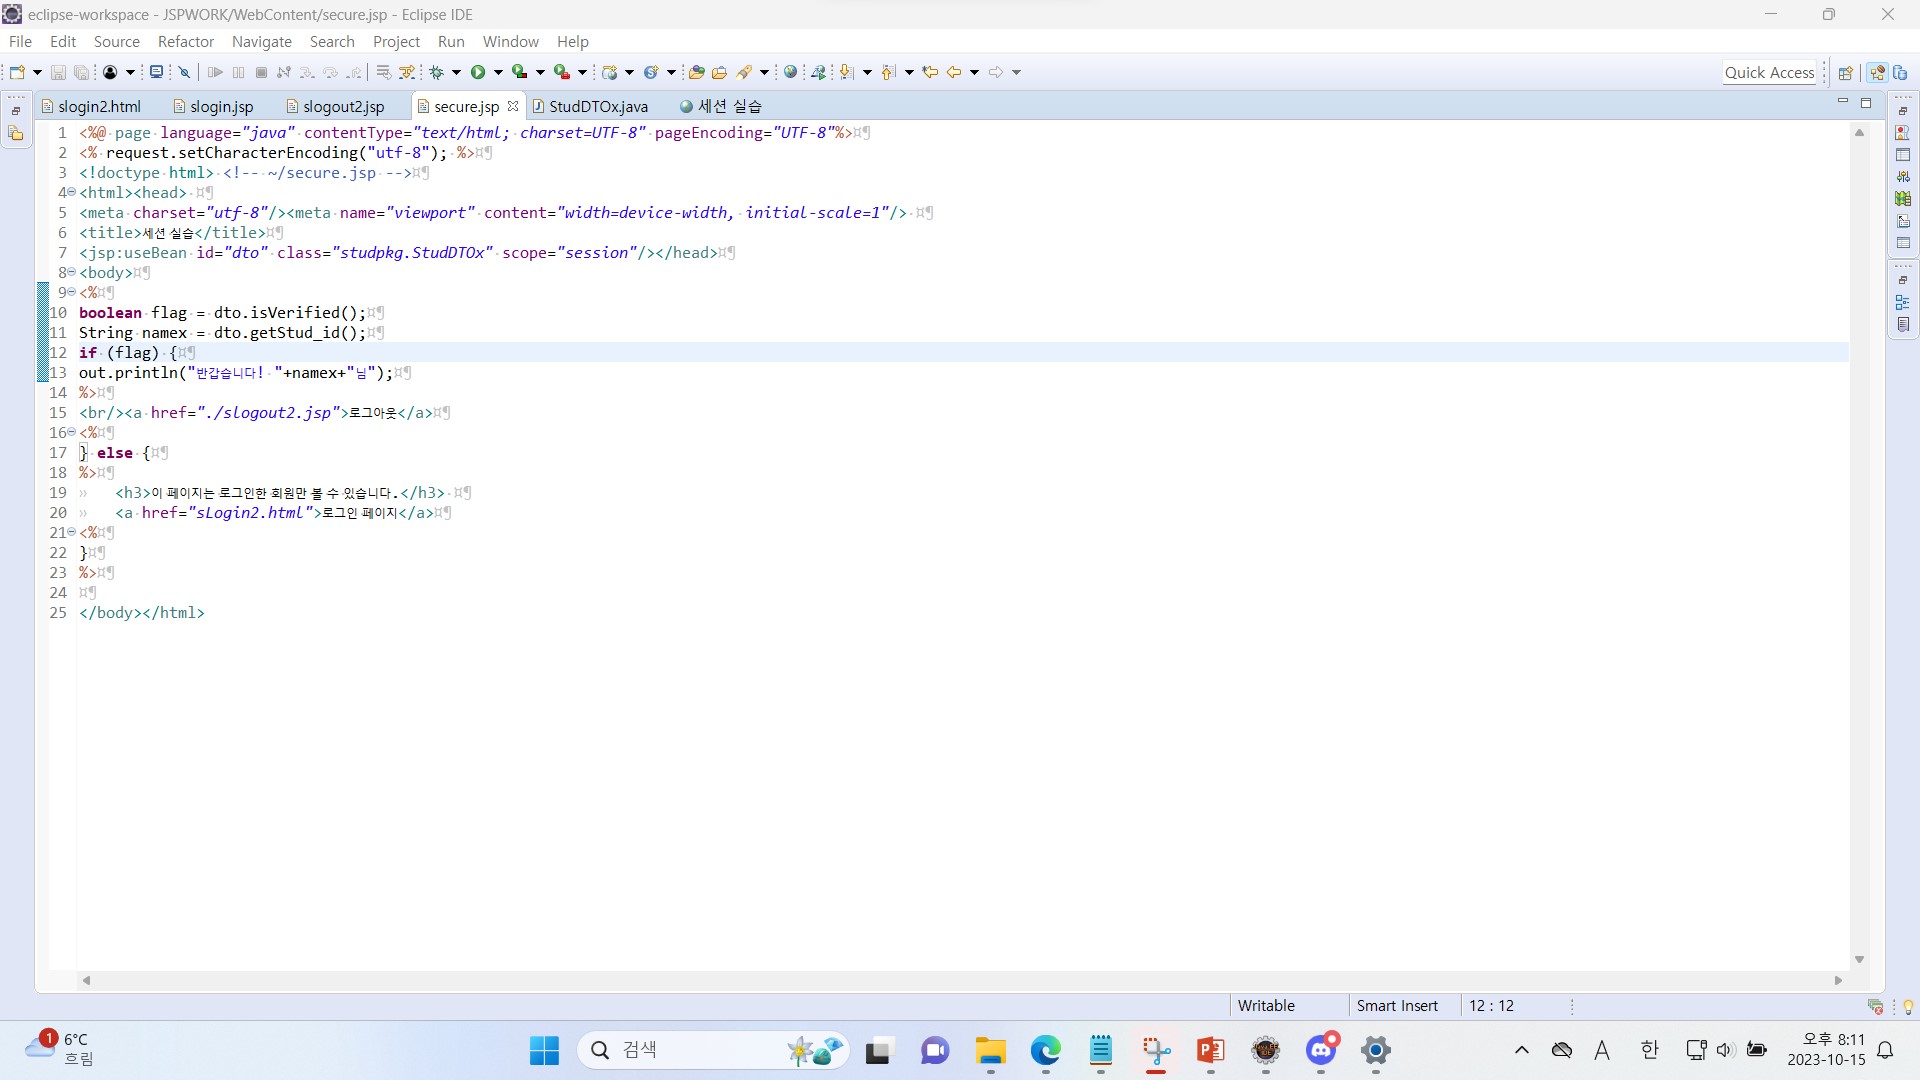 eclipse-workspace - JSPWORK/WebContent/secure.jsp - Eclipse IDE
File Edit Source Refactor Navigate Search Project Run Window Help
Quick Access
slogin2.html slogin.jsp slogout2.jsp secure.jsp StudDTOx.java 세션 실습
1 <%@ page language="java" contentType="text/html; charset=UTF-8" pageEncoding="UTF-8"%>
2 <% request.setCharacterEncoding("utf-8"); %>
3 <!doctype html> <!-- ~/secure.jsp -->
4 <html><head>
5 <meta charset="utf-8"/><meta name="viewport" content="width=device-width, initial-scale=1"/>
6 <title>세션 실습</title>
7 <jsp:useBean id="dto" class="studpkg.StudDTOx" scope="session"/></head>
8 <body>
9 <%
10 boolean flag = dto.isVerified();
11 String namex = dto.getStud_id();
12 if (flag) {
13 out.println("반갑습니다! "+namex+"님");
14 %>
15 <br/><a href="./slogout2.jsp">로그아웃</a>
16 <%
17 } else {
18 %>
19 <h3>이 페이지는 로그인한 회원만 볼 수 있습니다.</h3>
20 <a href="sLogin2.html">로그인 페이지</a>
21 <%
22 }
23 %>
24
25 </body></html>
Writable Smart Insert 12 : 12
1 6°C
흐림
검색
A 한
오후 8:11
2023-10-15